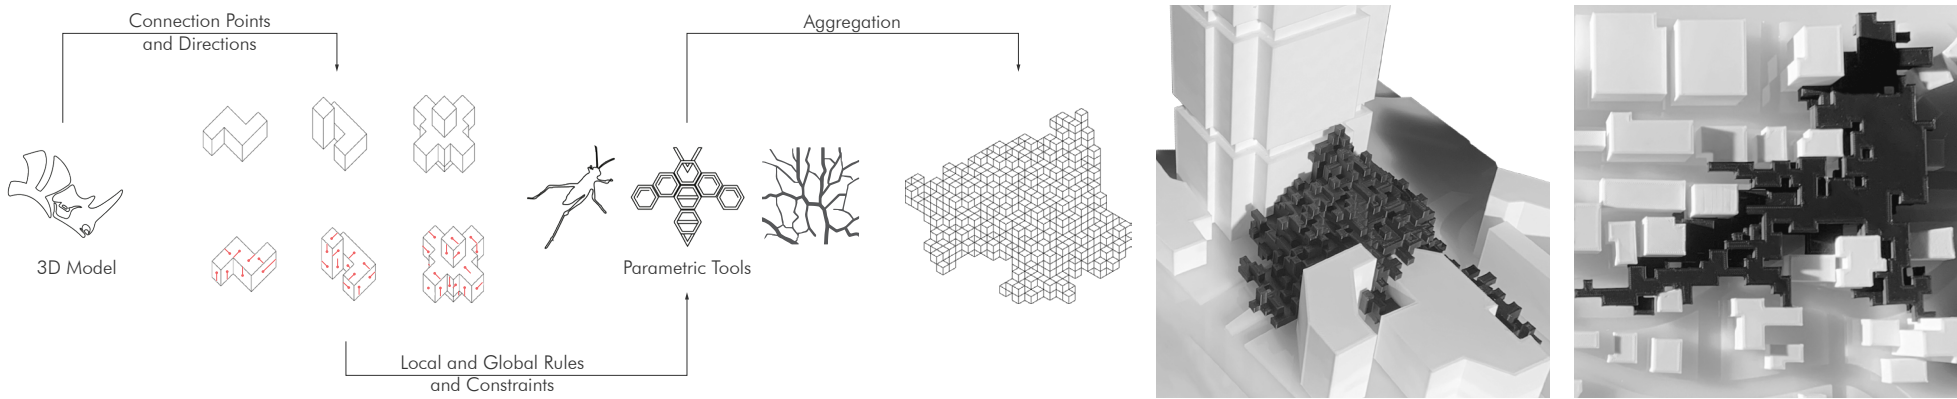 Connection Points
and Directions
Aggregation
3D Model
Parametric Tools
Local and Global Rules
and Constraints